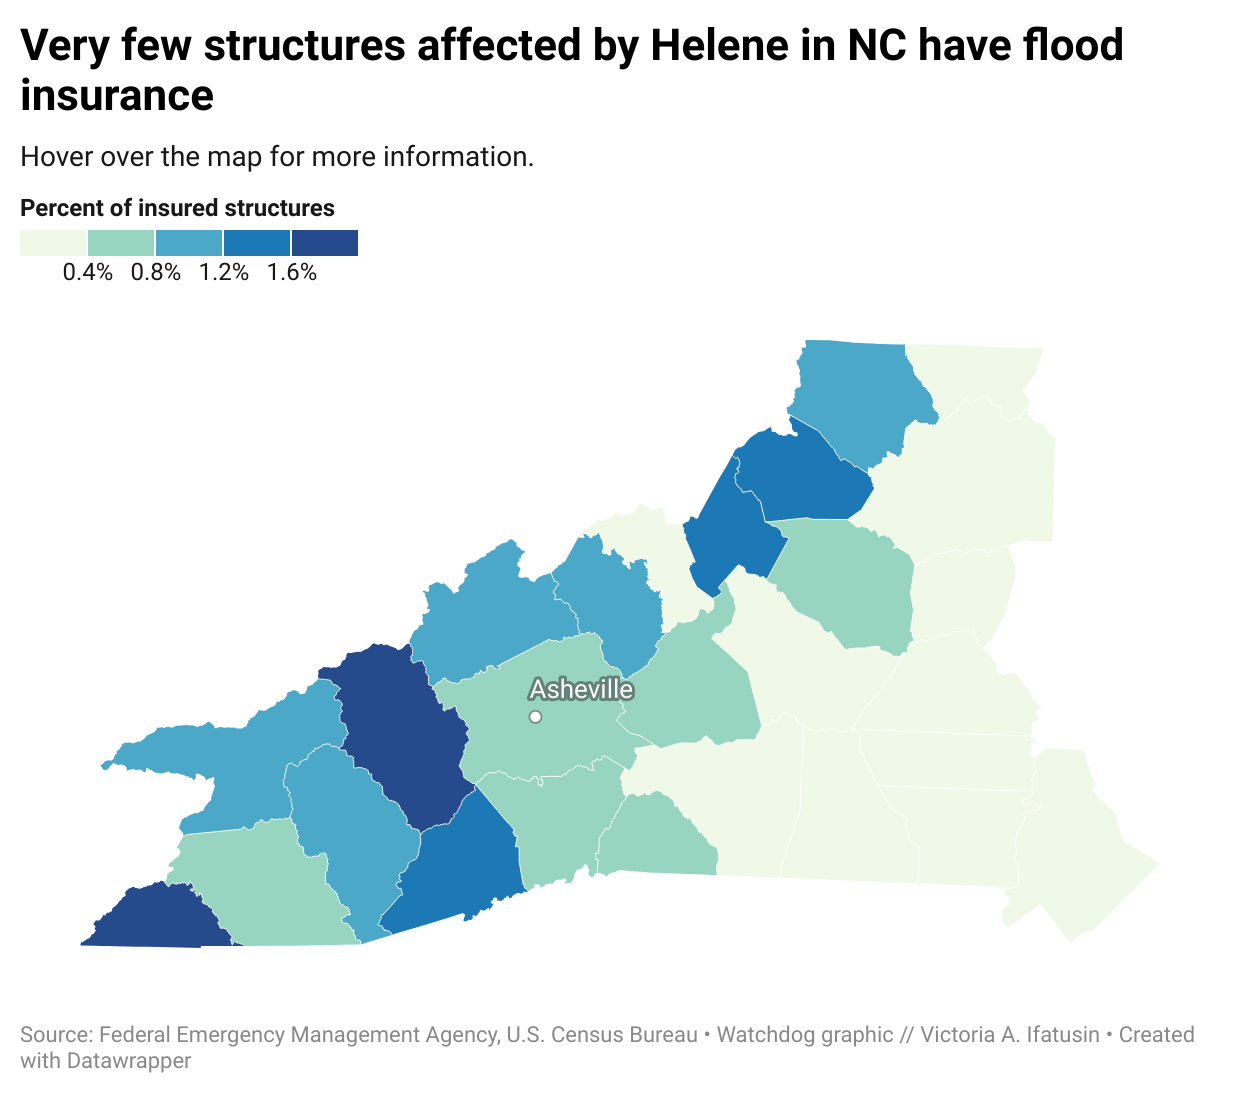 Very few structures affected by Helene in NC have flood
insurance
Hover over the map for more information.
Percent of insured structures
0.4% 0.8% 1.2% 1.6%
Asheville
Source: Federal Emergency Management Agency, U.S. Census Bureau • Watchdog graphic // Victoria A. Ifatusin • Created
with Datawrapper